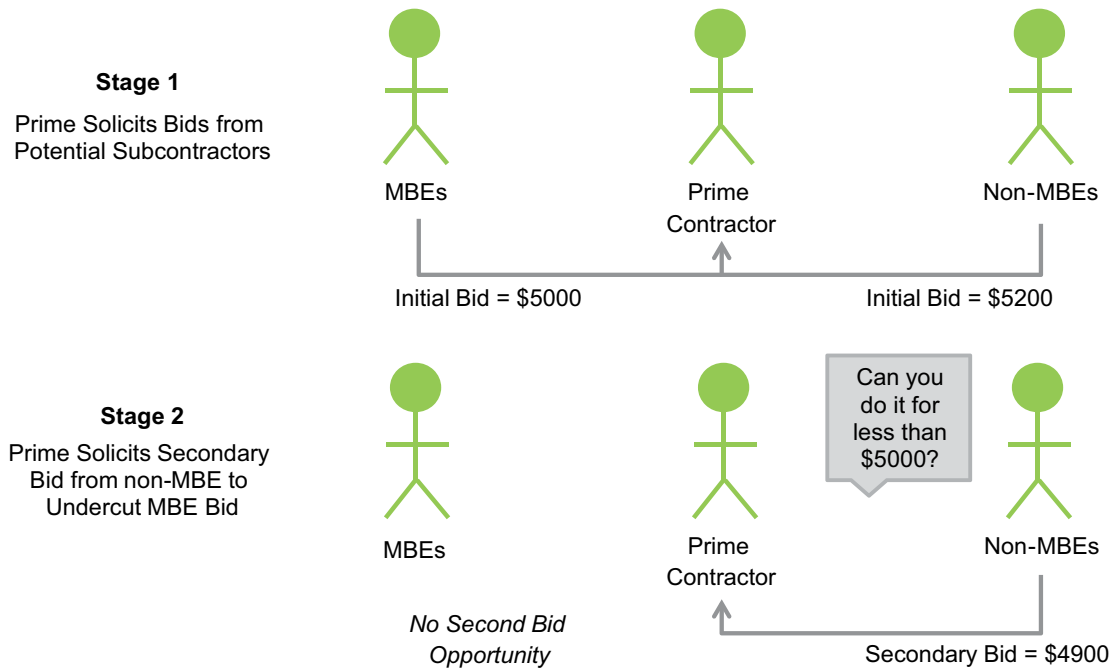 Stage 1
Prime Solicits Bids from
Potential Subcontractors
MBEs
Prime
Contractor
Non-MBEs
Initial Bid = $5000
Initial Bid = $5200
Stage 2
Prime Solicits Secondary
Bid from non-MBE to
Undercut MBE Bid
Can you
do it for
less than
$5000?
MBEs
Prime
Contractor
Non-MBEs
No Second Bid
Opportunity
Secondary Bid = $4900